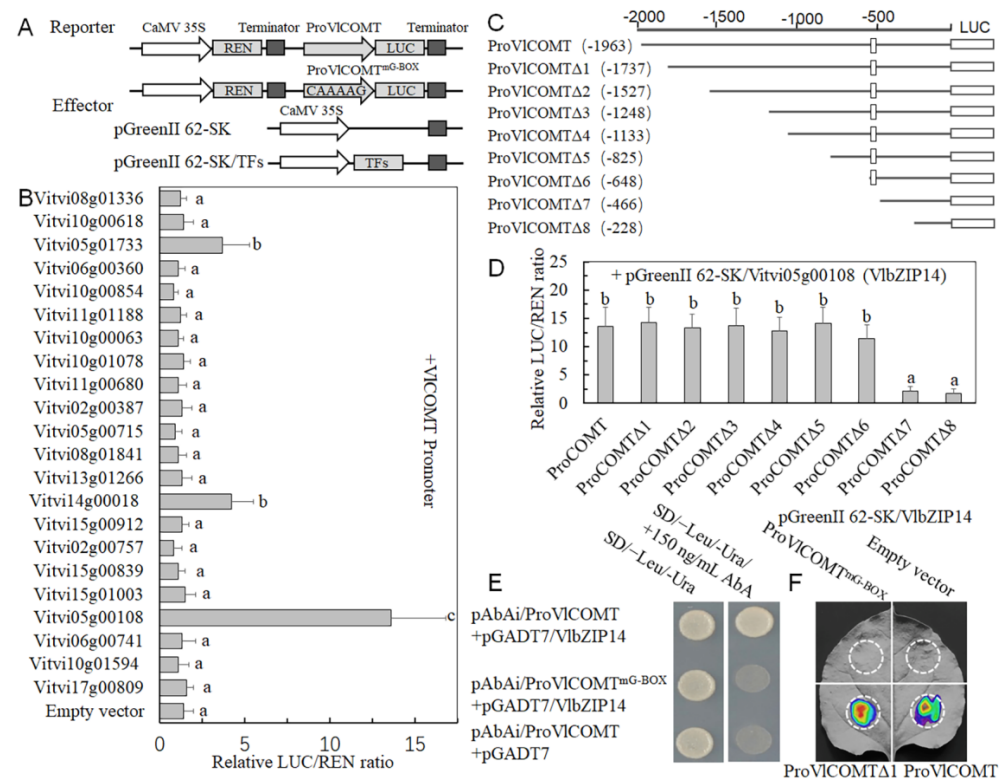 A
Reporter
CaMV 35S
Terminator
ProVlCOMT
Terminator
REN
LUC
ProVlCOMTmG-BOX
REN
CAAAAG
LUC
Effector
CaMV 35S
pGreenII 62-SK
pGreenII 62-SK/TFs
TFs
B
Vitvi08g01336
a
Vitvi10g00618
a
Vitvi05g01733
b
Vitvi06g00360
a
Vitvi10g00854
a
Vitvi11g01188
a
Vitvi10g00063
a
Vitvi10g01078
a
Vitvi11g00680
a
Vitvi02g00387
a
Vitvi05g00715
a
Vitvi08g01841
a
Vitvi13g01266
a
Vitvi14g00018
b
Vitvi15g00912
a
Vitvi02g00757
a
Vitvi15g00839
a
Vitvi15g01003
a
Vitvi05g00108
c
Vitvi06g00741
a
Vitvi10g01594
a
Vitvi17g00809
a
Empty vector
a
+VlCOMT Promoter
0 5 10 15
Relative LUC/REN ratio
C
-2000 -1500 -1000 -500 LUC
ProVlCOMT (-1963)
ProVlCOMTΔ1 (-1737)
ProVlCOMTΔ2 (-1527)
ProVlCOMTΔ3 (-1248)
ProVlCOMTΔ4 (-1133)
ProVlCOMTΔ5 (-825)
ProVlCOMTΔ6 (-648)
ProVlCOMTΔ7 (-466)
ProVlCOMTΔ8 (-228)
D
+ pGreenII 62-SK/Vitvi05g00108 (VlbZIP14)
Relative LUC/REN ratio
25
20
15
10
5
0
b b b b b b b a a
ProCOMT
ProCOMTΔ1
ProCOMTΔ2
ProCOMTΔ3
ProCOMTΔ4
ProCOMTΔ5
ProCOMTΔ6
ProCOMTΔ7
ProCOMTΔ8
E
SD/−Leu/-Ura
SD/−Leu/-Ura/
+150 ng/mL AbA
pAbAi/ProVlCOMT
+pGADT7/VlbZIP14
pAbAi/ProVlCOMTmG-BOX
+pGADT7/VlbZIP14
pAbAi/ProVlCOMT
+pGADT7
F
pGreenII 62-SK/VlbZIP14
ProVlCOMTmG-BOX
Empty vector
ProVlCOMTΔ1 ProVlCOMT